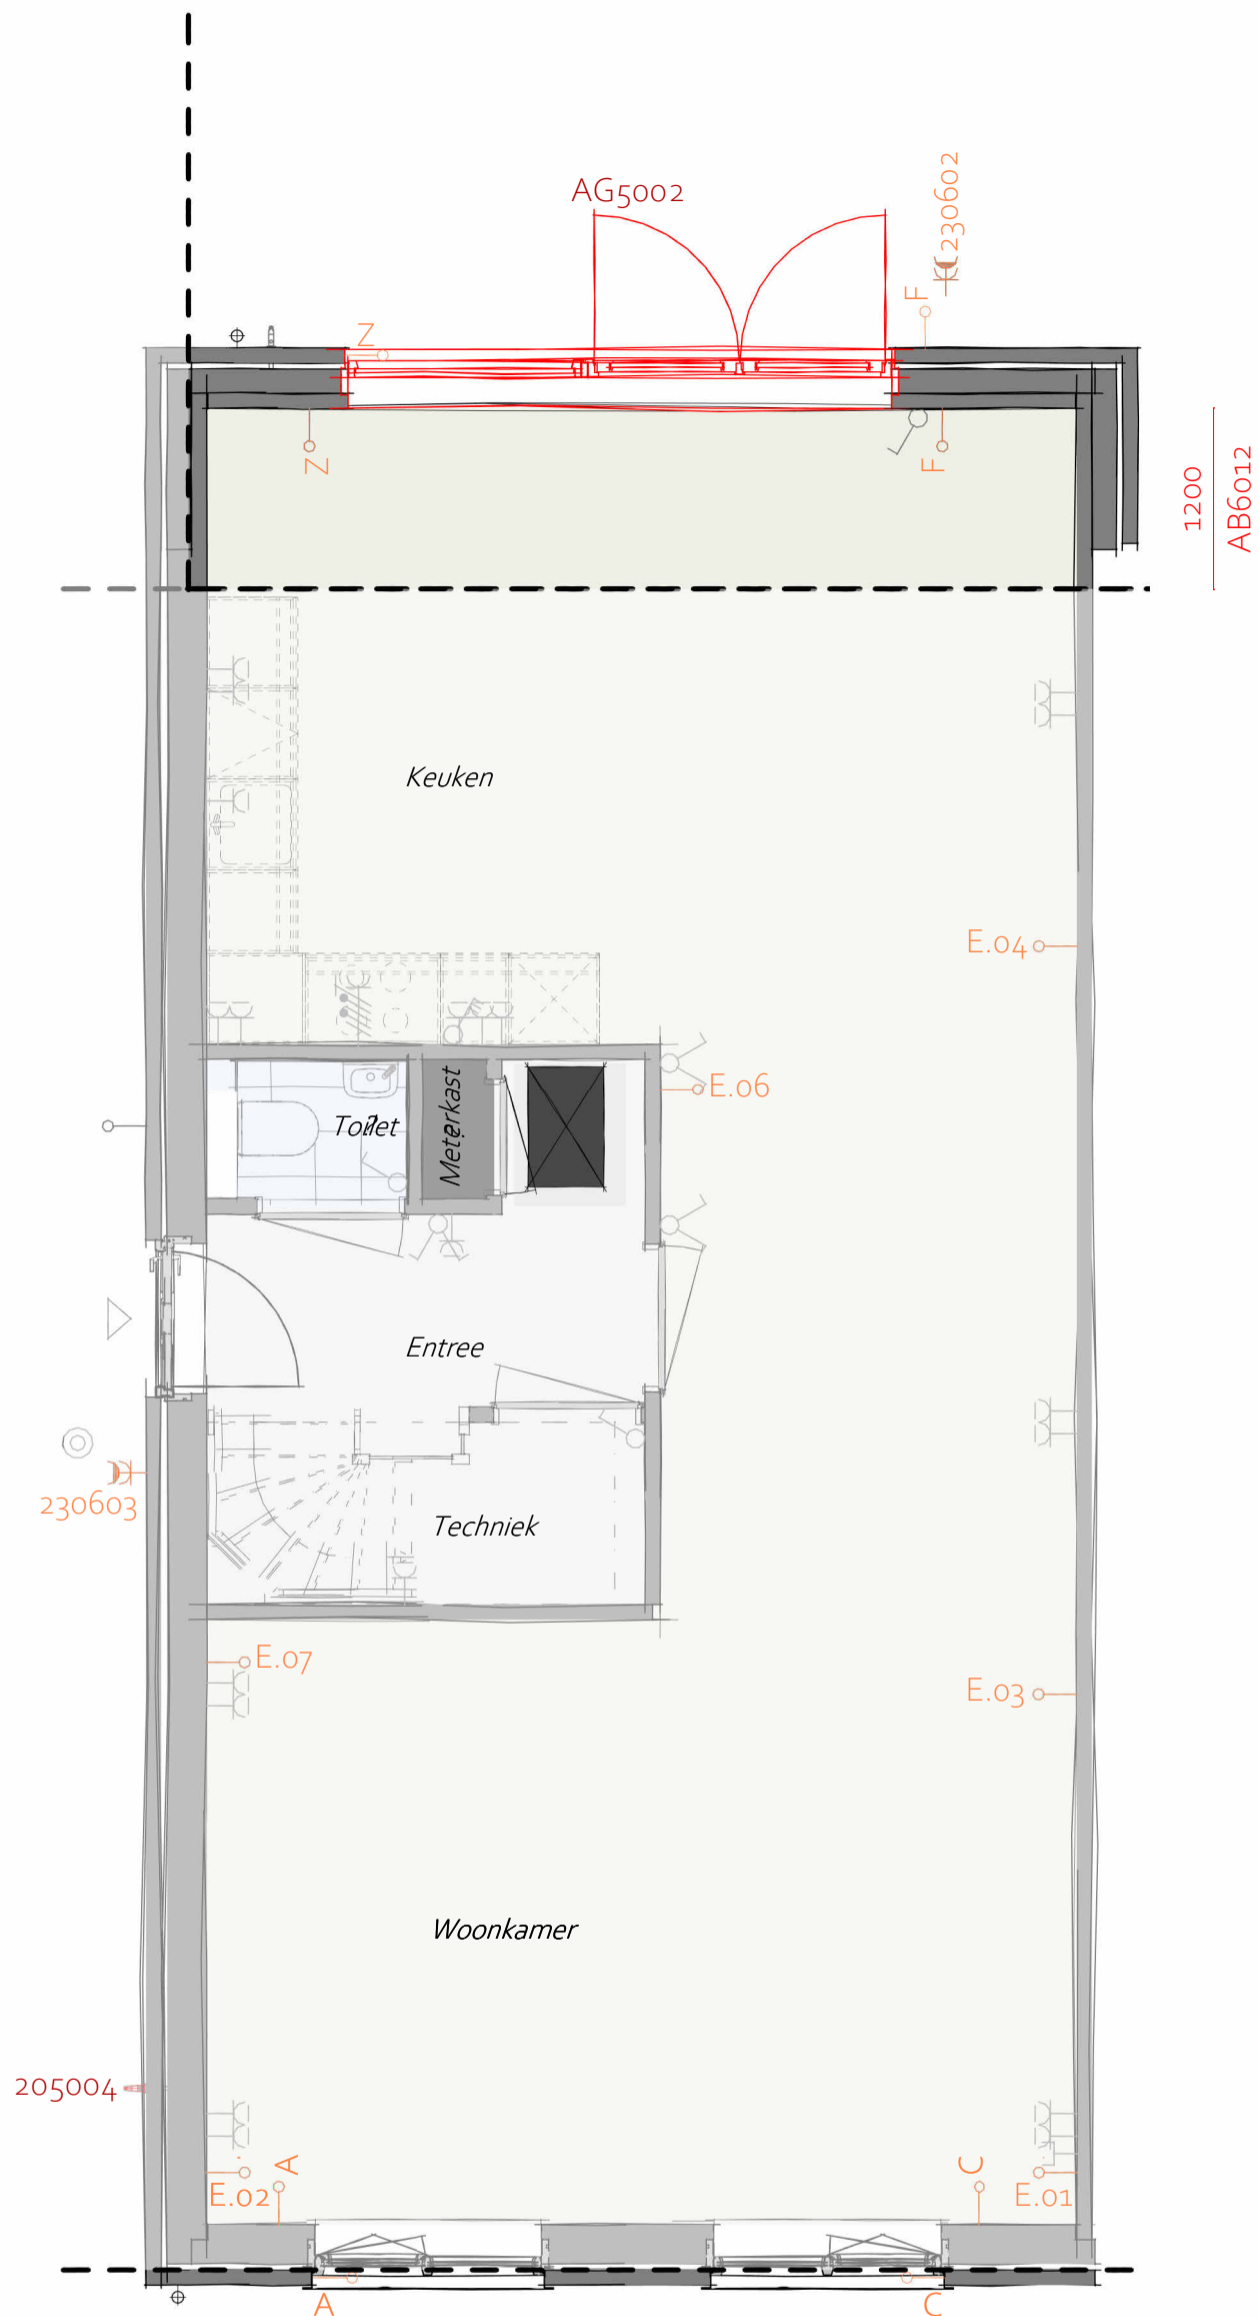 AG5002
230602
F
Z
Z
F
1200
AB6012
Keuken
E.04
E.06
Toilet
Meterkast
Entree
230603
Techniek
E.07
E.03
Woonkamer
205004
A
C
E.02
E.01
A
C